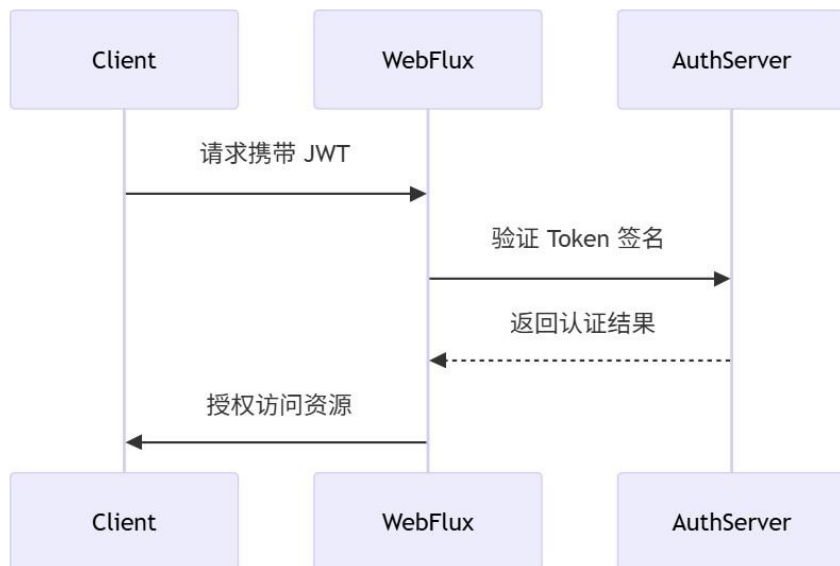 Client
WebFlux
AuthServer
请求携带 JWT
验证 Token 签名
返回认证结果
授权访问资源
Client
WebFlux
AuthServer